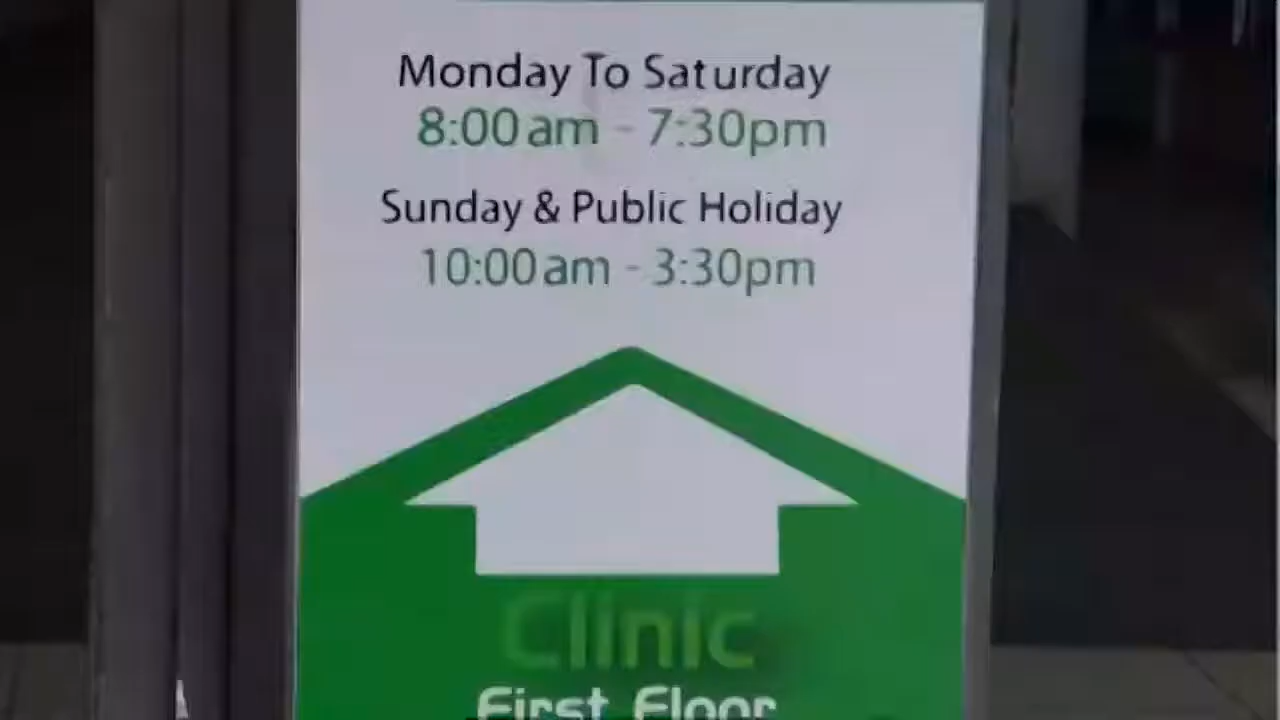 Monday To Saturday
8:00am - 7:30pm
Sunday & Public Holiday
10:00am - 3:30pm
Clinic
First Floor